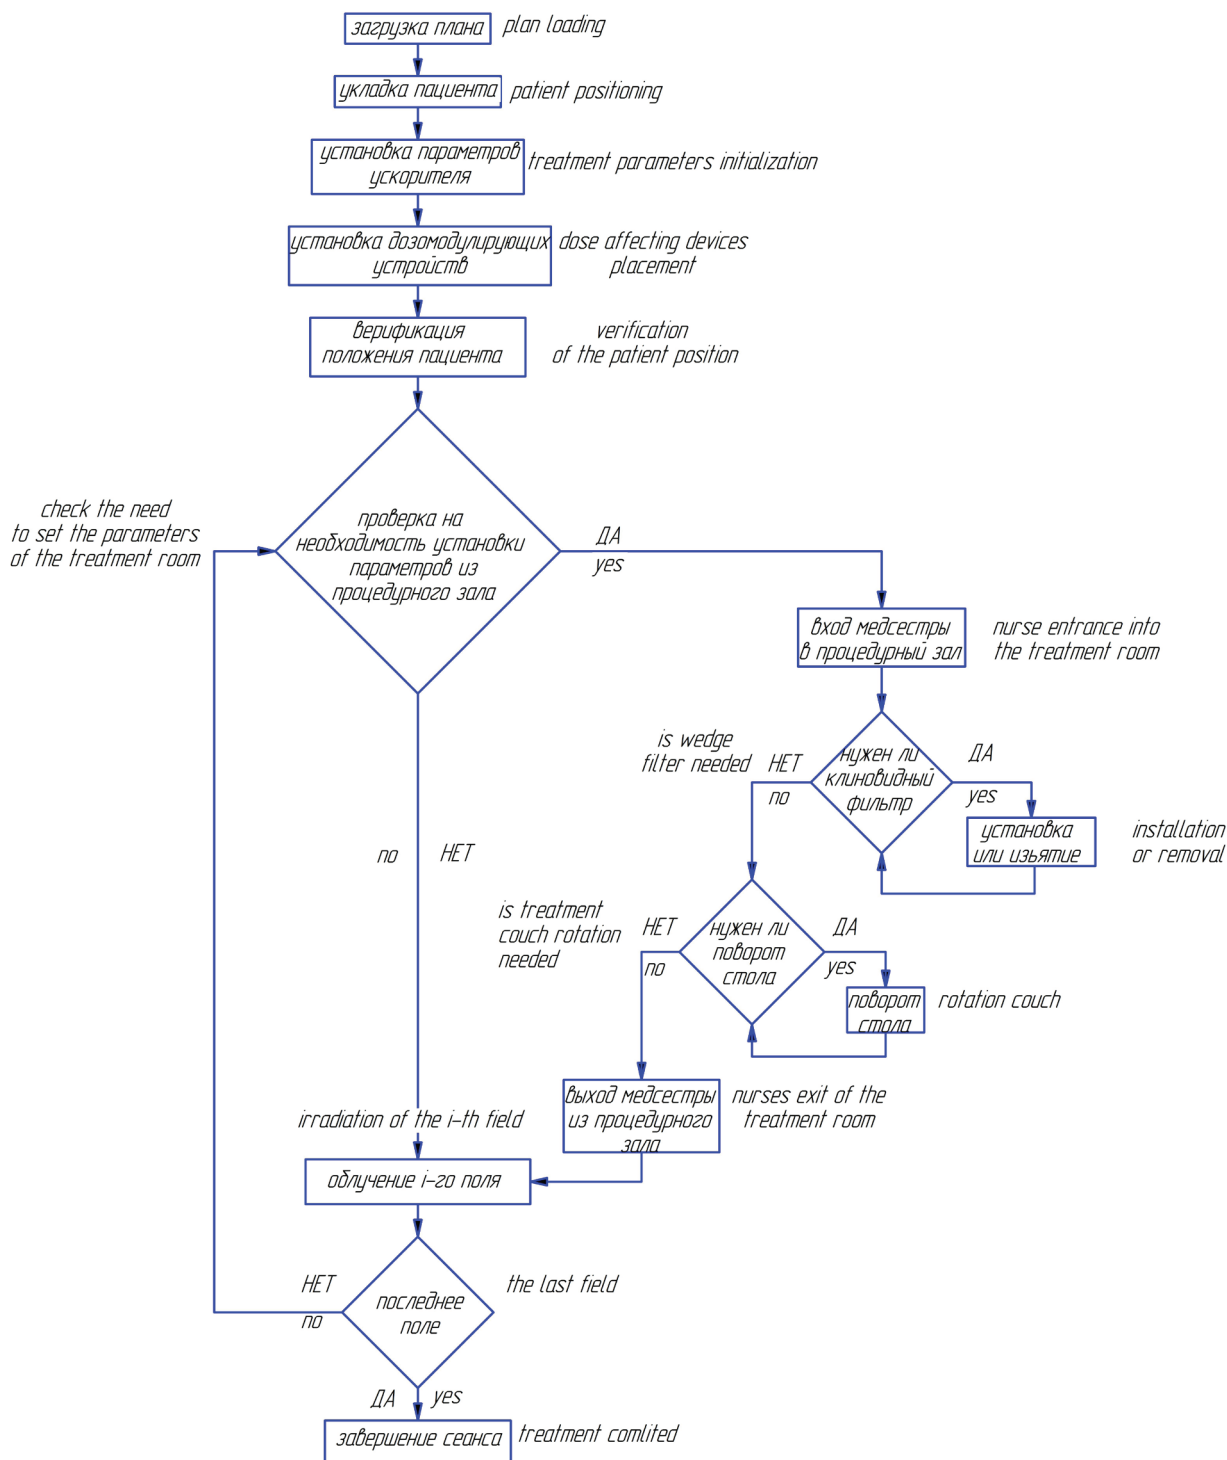 загрузка плана
plan loading
укладка пациента
patient positioning
установка параметров
ускорителя
treatment parameters initialization
установка дозомодулирующих
устройств
dose affecting devices
placement
верификация
положения пациента
verification
of the patient position
check the need
to set the parameters
of the treatment room
проверка на
необходимость установки
параметров из
процедурного зала
ДА
yes
вход медсестры
в процедурный зал
nurse entrance into
the treatment room
is wedge
filter needed
НЕТ
no
нужен ли
клиновидный
фильтр
ДА
yes
установка
или изьятие
installation
or removal
no
НЕТ
is treatment
couch rotation
needed
НЕТ
no
нужен ли
поворот
стола
ДА
yes
поворот
стола
rotation couch
выход медсестры
из процедурного
зала
nurses exit of the
treatment room
irradiation of the i-th field
облучение i-го поля
НЕТ
no
последнее
поле
the last field
ДА
yes
завершение сеанса
treatment comlited